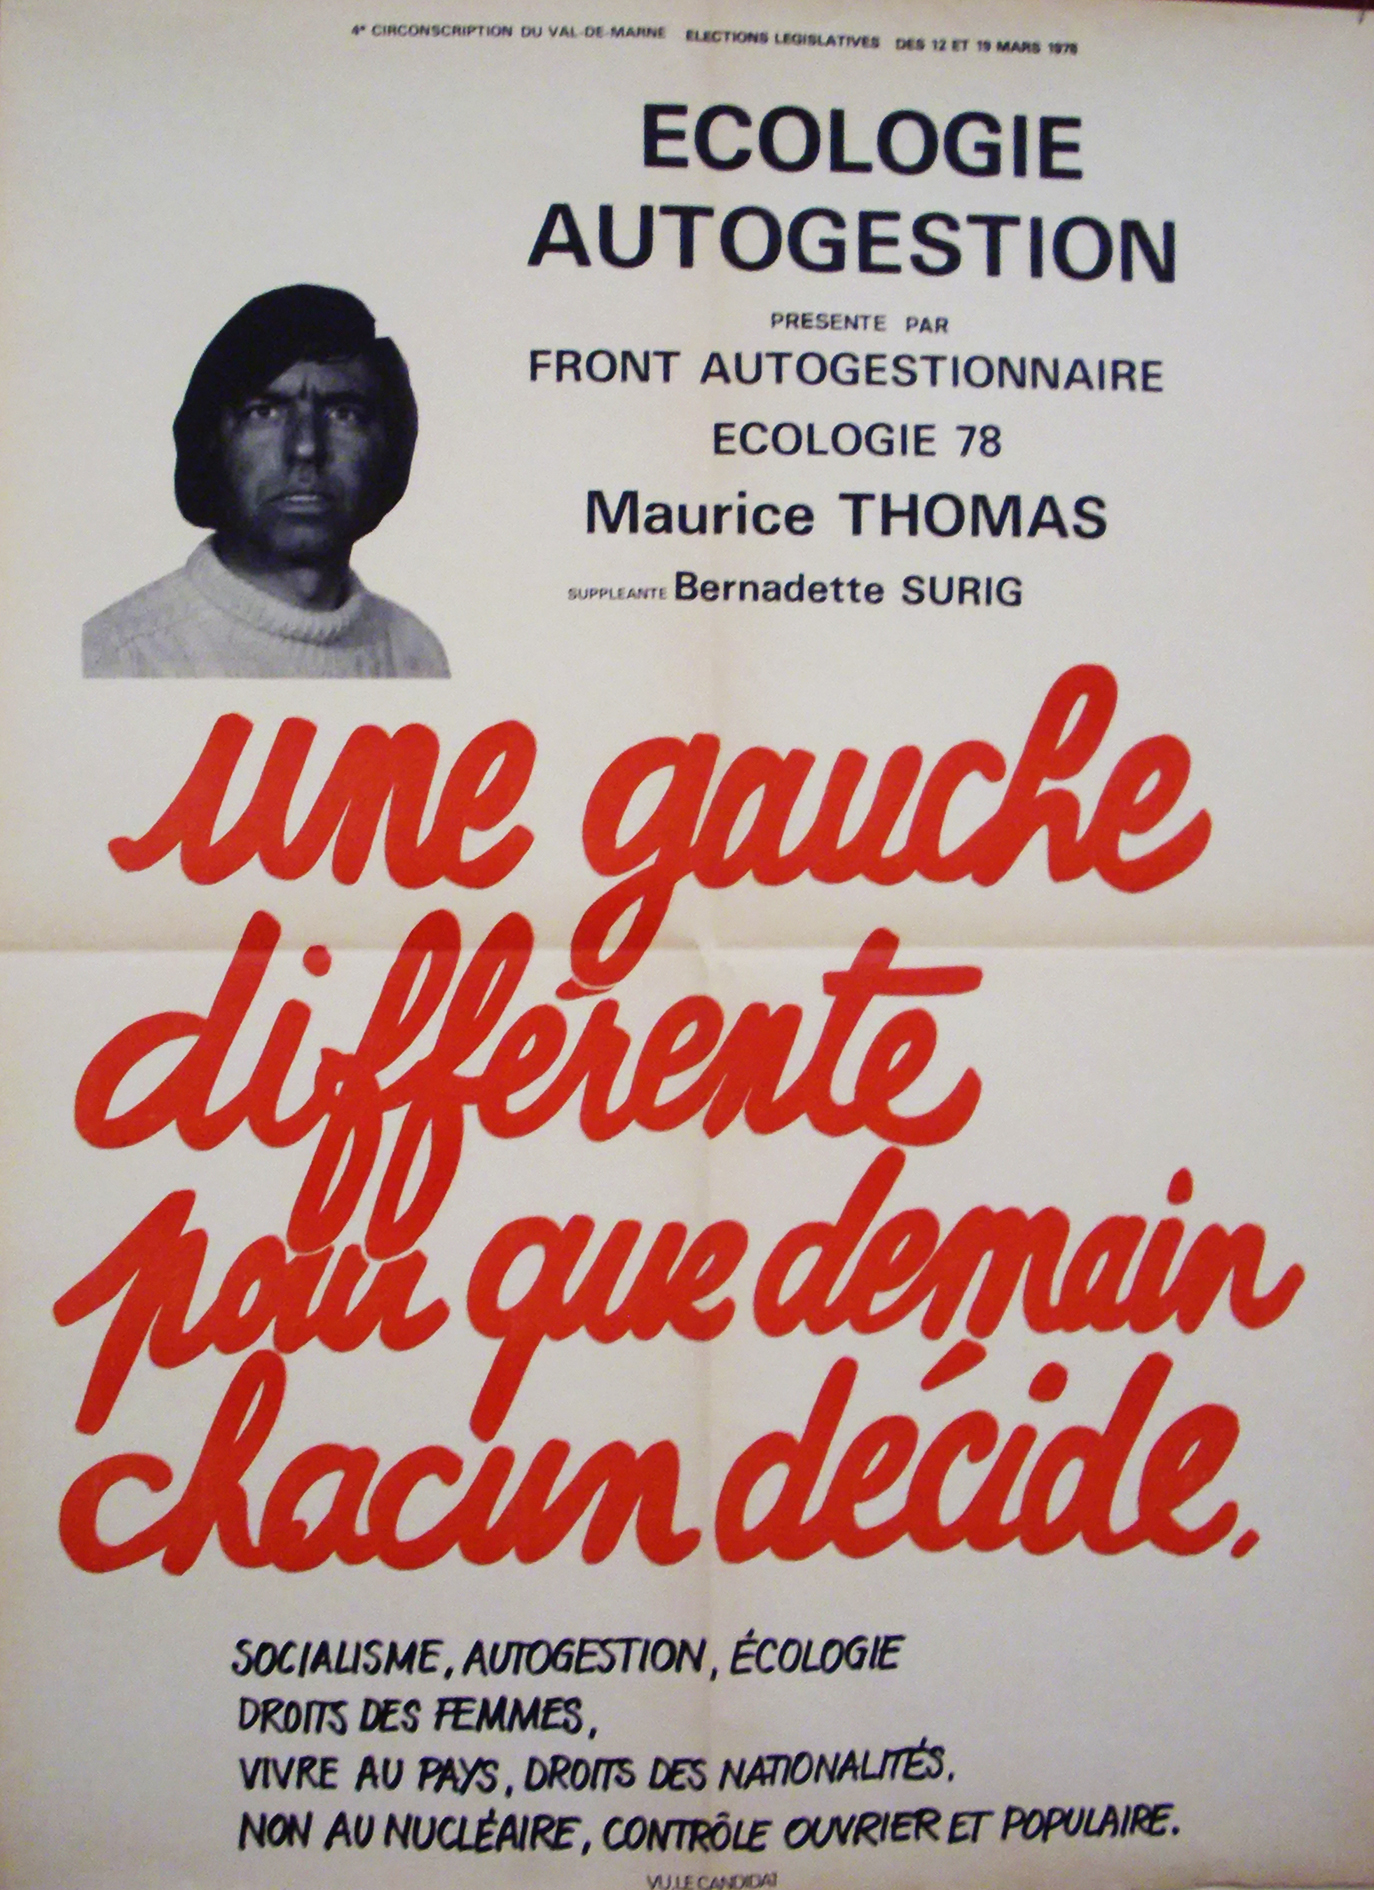 4e CIRCONSCRIPTION DU VAL-DE-MARNE ELECTIONS LEGISLATIVES DES 12 ET 19 MARS 1978
ECOLOGIE
AUTOGESTION
PRESENTE PAR
FRONT AUTOGESTIONNAIRE
ECOLOGIE 78
Maurice THOMAS
SUPPLEANTE Bernadette SURIG
une gauche
différente
pour que demain
chacun décide.
SOCIALISME, AUTOGESTION, ÉCOLOGIE
DROITS DES FEMMES,
VIVRE AU PAYS, DROITS DES NATIONALITÉS.
NON AU NUCLÉAIRE, CONTRÔLE OUVRIER ET POPULAIRE.
VU LE CANDIDAT